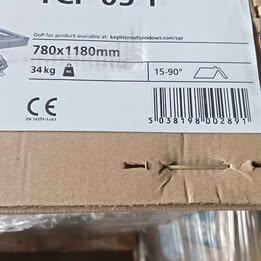 DoP for product available at: keyliteroofwindows.com/cpr
780x1180mm
34kg
15-90°
CE
EN 14351-1+A1
5 038198 002891